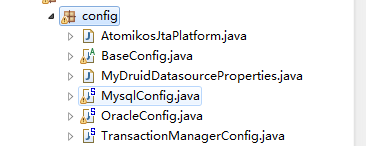 config
AtomikosJtaPlatform.java
BaseConfig.java
MyDruidDatasourceProperties.java
MysqlConfig.java
OracleConfig.java
TransactionManagerConfig.java